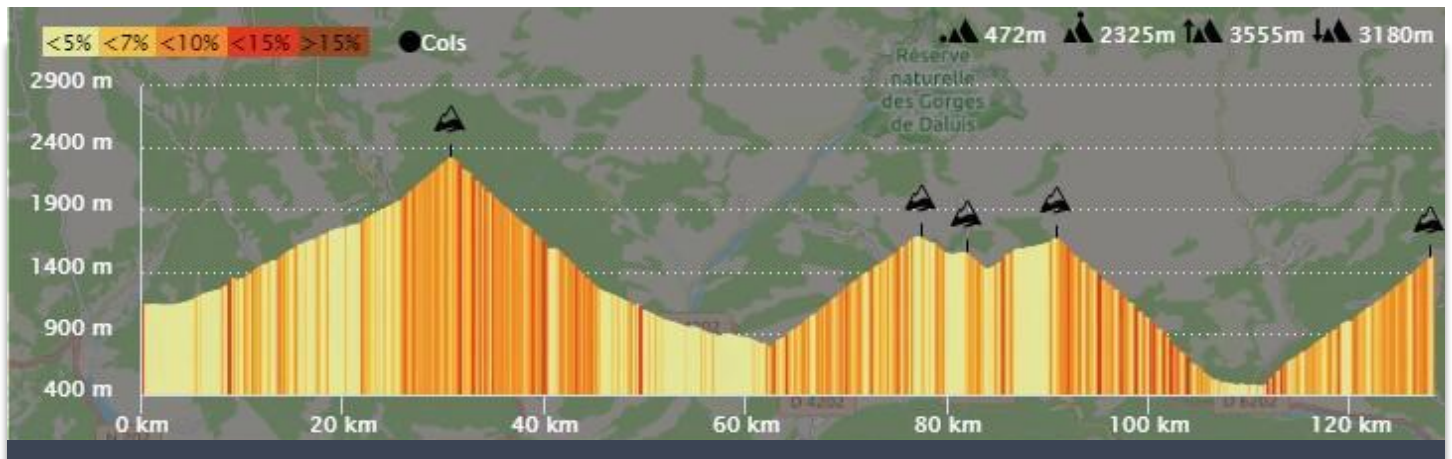 <5% <7% <10% <15% >15% Cols 472m 2325m 3555m 3180m
Réserve
naturelle
des Gorges
de Daluis
2900 m
2400 m
1900 m
1400 m
900 m
400 m
0 km 20 km 40 km 60 km 80 km 100 km 120 km
D 4202